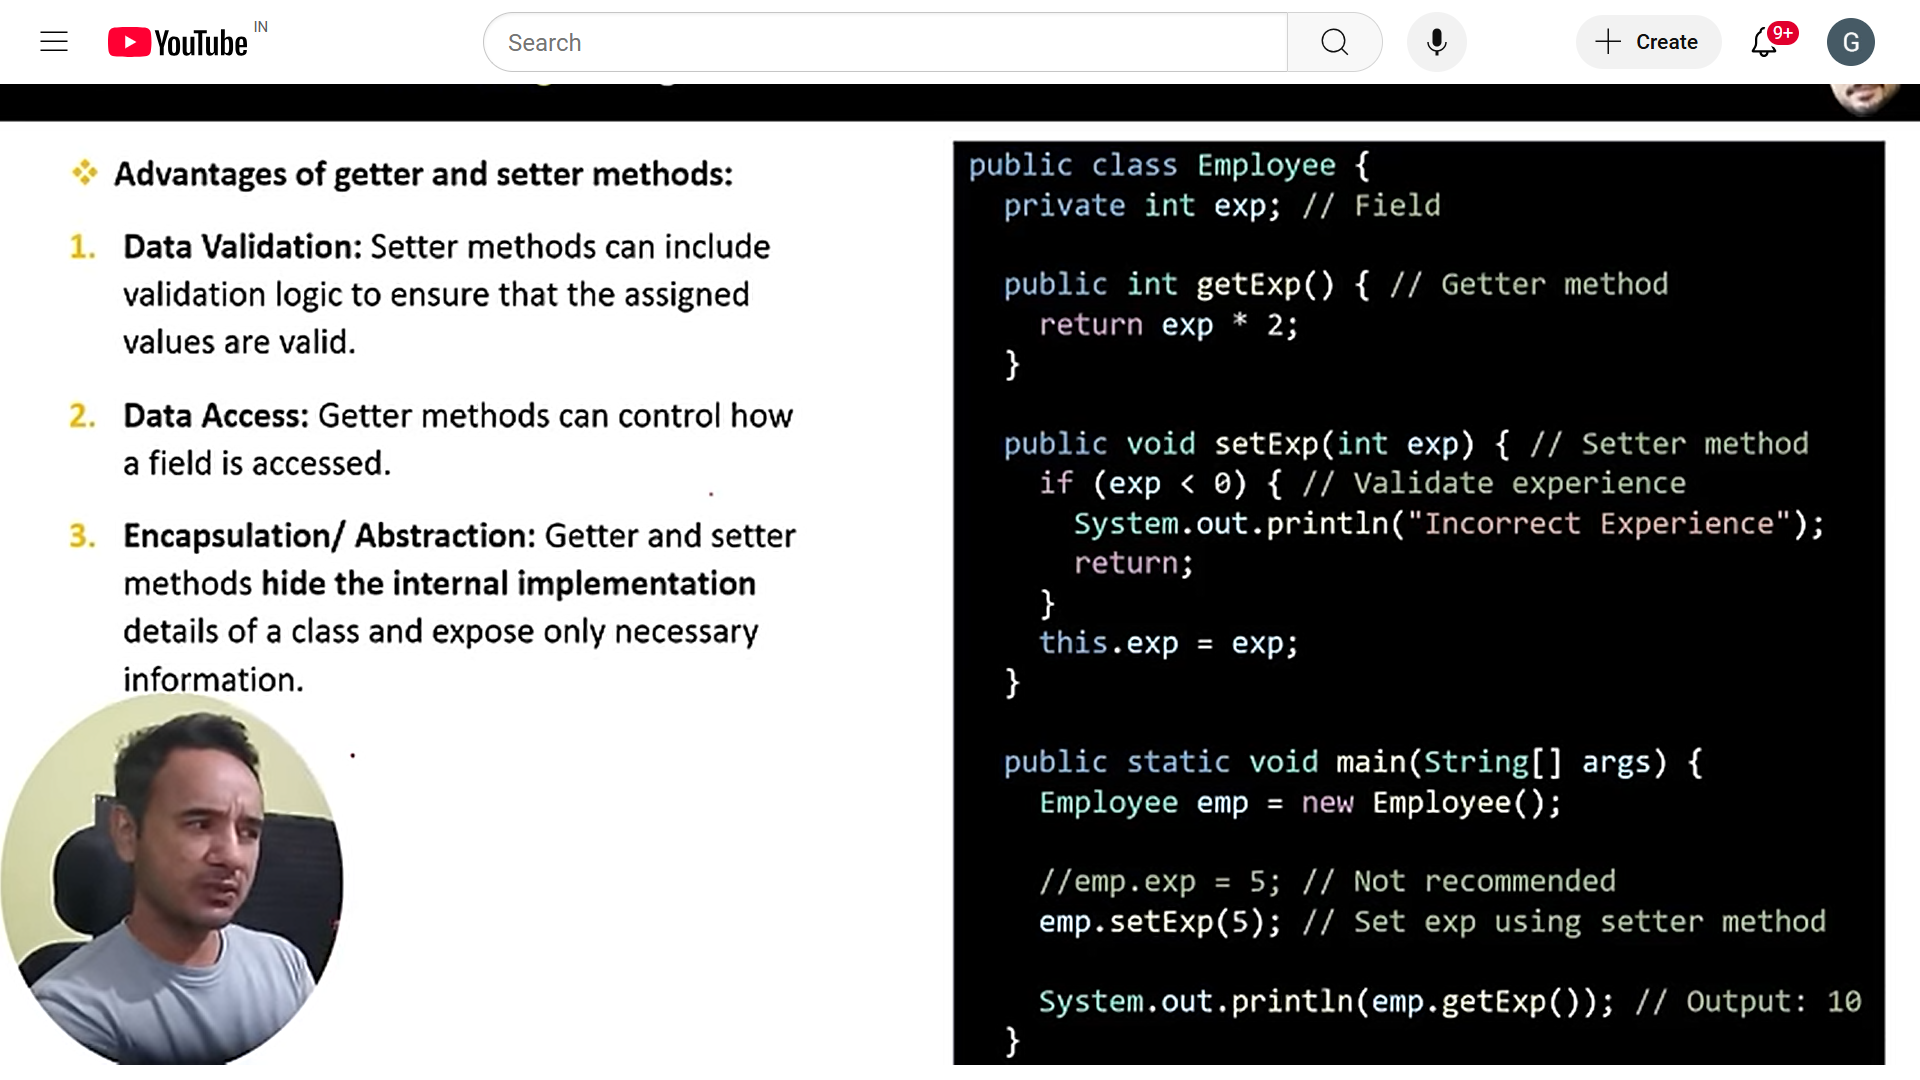 YouTube IN
Search
Create
9+
G
❖ Advantages of getter and setter methods:
1. Data Validation: Setter methods can include
validation logic to ensure that the assigned
values are valid.
2. Data Access: Getter methods can control how
a field is accessed.
3. Encapsulation/ Abstraction: Getter and setter
methods hide the internal implementation
details of a class and expose only necessary
information.
public class Employee {
private int exp; // Field
public int getExp() { // Getter method
return exp * 2;
}
public void setExp(int exp) { // Setter method
if (exp < 0) { // Validate experience
System.out.println("Incorrect Experience");
return;
}
this.exp = exp;
}
public static void main(String[] args) {
Employee emp = new Employee();
//emp.exp = 5; // Not recommended
emp.setExp(5); // Set exp using setter method
System.out.println(emp.getExp()); // Output: 10
}